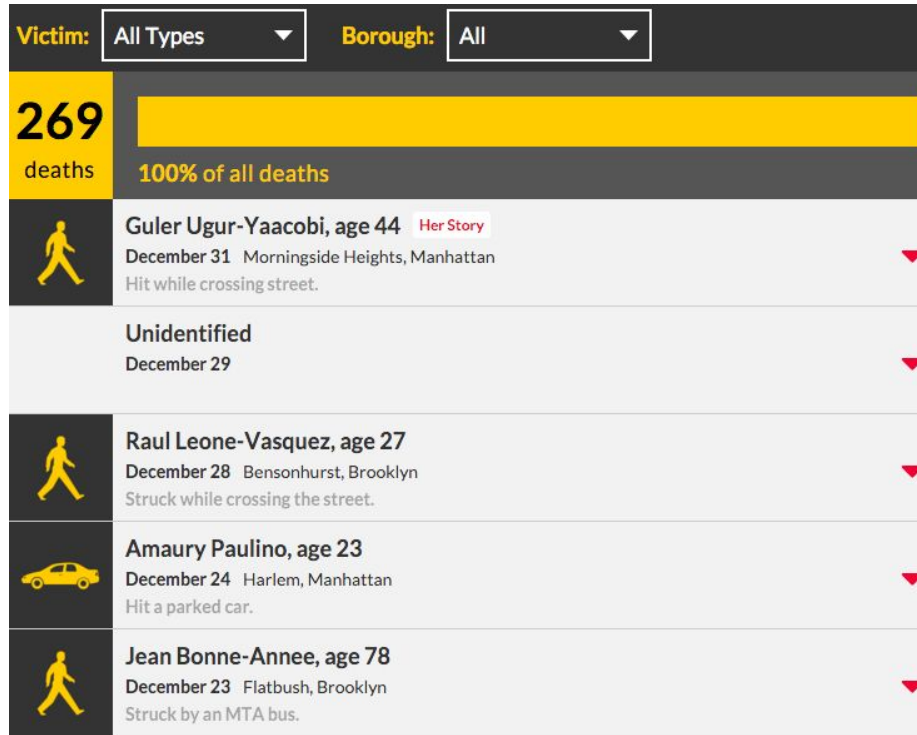 Victim: All Types Borough: All
269
deaths
100% of all deaths
Guler Ugur-Yaacobi, age 44 Her Story
December 31 Morningside Heights, Manhattan
Hit while crossing street.
Unidentified
December 29
Raul Leone-Vasquez, age 27
December 28 Bensonhurst, Brooklyn
Struck while crossing the street.
Amaury Paulino, age 23
December 24 Harlem, Manhattan
Hit a parked car.
Jean Bonne-Annee, age 78
December 23 Flatbush, Brooklyn
Struck by an MTA bus.